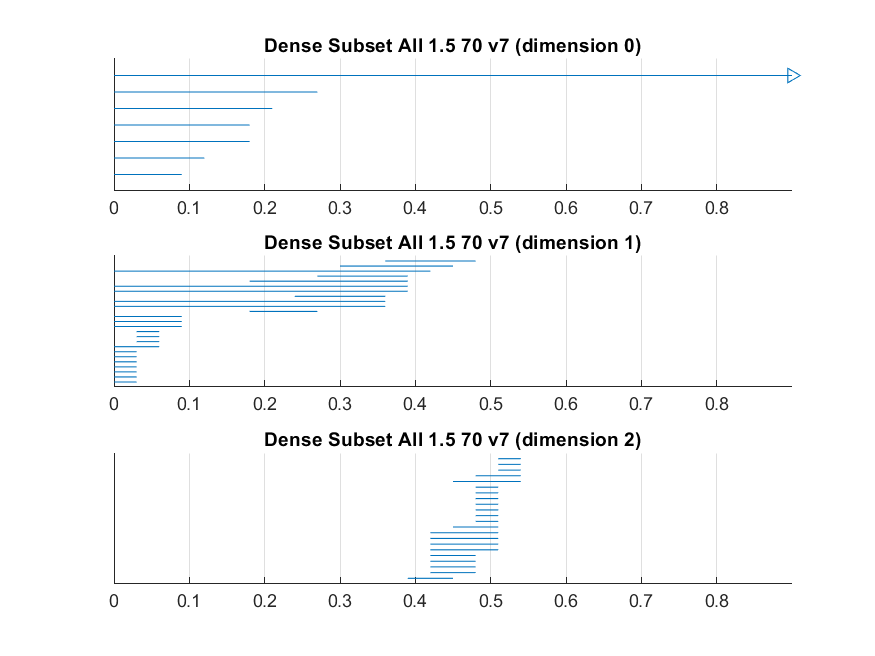 Dense Subset All 1.5 70 v7 (dimension 0)
0 0.1 0.2 0.3 0.4 0.5 0.6 0.7 0.8
Dense Subset All 1.5 70 v7 (dimension 1)
0 0.1 0.2 0.3 0.4 0.5 0.6 0.7 0.8
Dense Subset All 1.5 70 v7 (dimension 2)
0 0.1 0.2 0.3 0.4 0.5 0.6 0.7 0.8